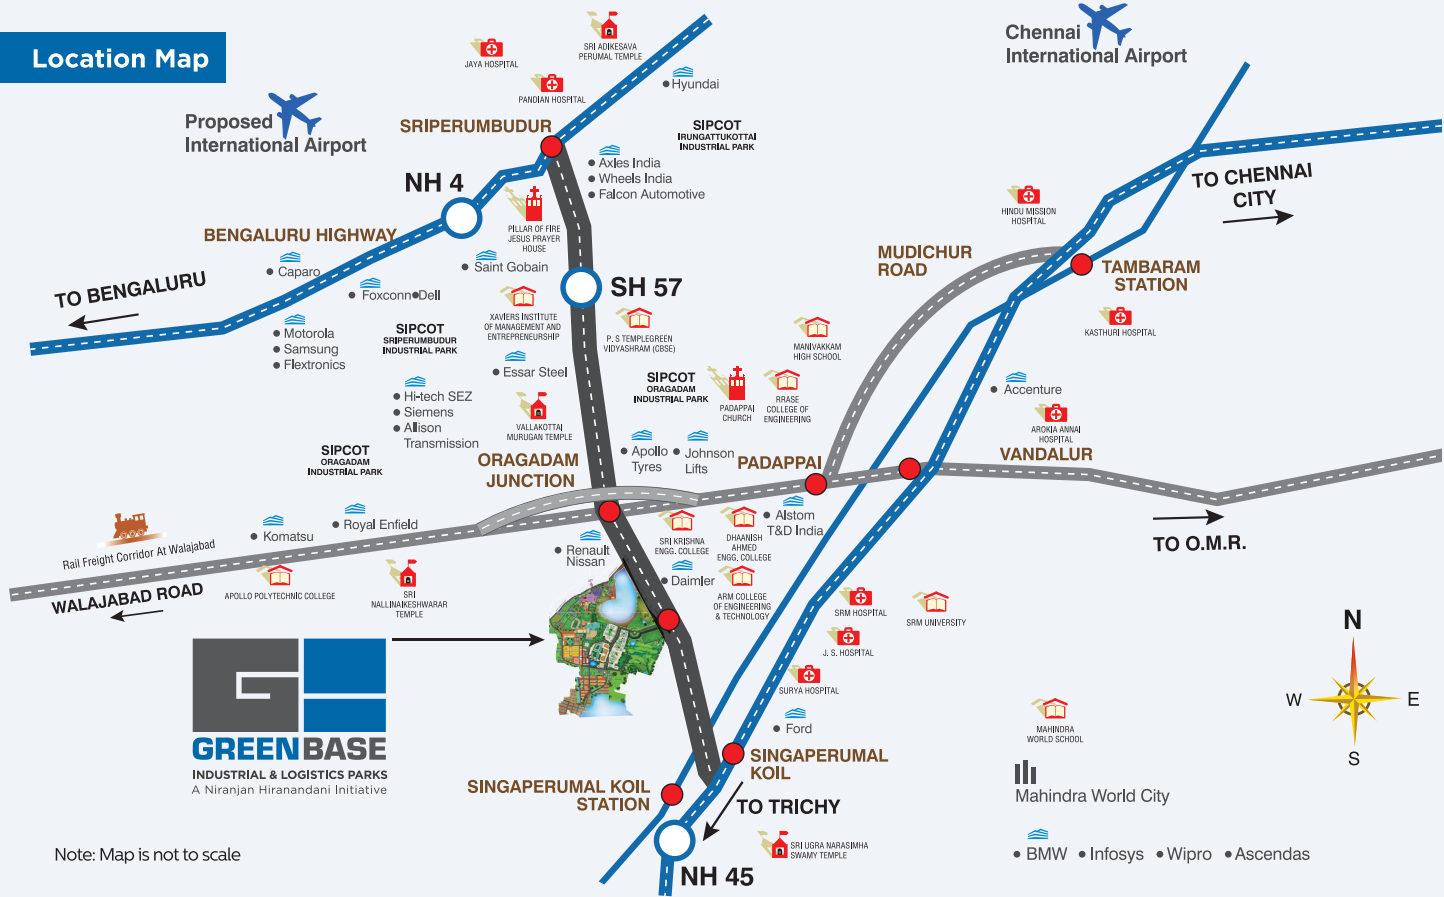 Location Map
Chennai
International Airport
SRI ADIKESAVA
PERUMAL TEMPLE
JAYA HOSPITAL
PANDIAN HOSPITAL
Hyundai
Proposed
International Airport
SRIPERUMBUDUR
SIPCOT
IRUNGATTUKOTTAI
INDUSTRIAL PARK
Axles India
Wheels India
Falcon Automotive
NH 4
TO CHENNAI
CITY
HINDU MISSION
HOSPITAL
PILLAR OF FIRE
JESUS PRAYER
HOUSE
BENGALURU HIGHWAY
MUDICHUR
ROAD
TAMBARAM
STATION
Caparo
Saint Gobain
TO BENGALURU
SH 57
Foxconn
Dell
XAVIERS INSTITUTE
OF MANAGEMENT AND
ENTREPRENEURSHIP
Motorola
Samsung
Flextronics
SIPCOT
SRIPERUMBUDUR
INDUSTRIAL PARK
P. S TEMPLEGREEN
VIDYASHRAM (CBSE)
MANIVAKKAM
HIGH SCHOOL
KASTHURI HOSPITAL
Essar Steel
SIPCOT
ORAGADAM
INDUSTRIAL PARK
PADAPPAI
CHURCH
RRASE
COLLEGE OF
ENGINEERING
Accenture
Hi-tech SEZ
Siemens
Allison
Transmission
VALLAKOTTAI
MURUGAN TEMPLE
AROKIA ANNAI
HOSPITAL
SIPCOT
ORAGADAM
INDUSTRIAL PARK
ORAGADAM
JUNCTION
Apollo
Tyres
Johnson
Lifts
PADAPPAI
VANDALUR
Royal Enfield
Komatsu
Rail Freight Corridor At Walajabad
Alstom
T&D India
TO O.M.R.
Renault
Nissan
SRI KRISHNA
ENGG. COLLEGE
DHAANISH
AHMED
ENGG. COLLEGE
Daimler
WALAJABAD ROAD
APOLLO POLYTECHNIC COLLEGE
SRI
NALLINAIKESHWARAR
TEMPLE
ARM COLLEGE
OF ENGINEERING
& TECHNOLOGY
SRM HOSPITAL
SRM UNIVERSITY
J. S. HOSPITAL
SURYA HOSPITAL
Ford
N
W
E
S
MAHINDRA
WORLD SCHOOL
GREENBASE
INDUSTRIAL & LOGISTICS PARKS
A Niranjan Hiranandani Initiative
SINGAPERUMAL
KOIL
SINGAPERUMAL KOIL
STATION
TO TRICHY
Mahindra World City
SRI UGRA NARASIMHA
SWAMY TEMPLE
BMW
Infosys
Wipro
Ascendas
Note: Map is not to scale
NH 45